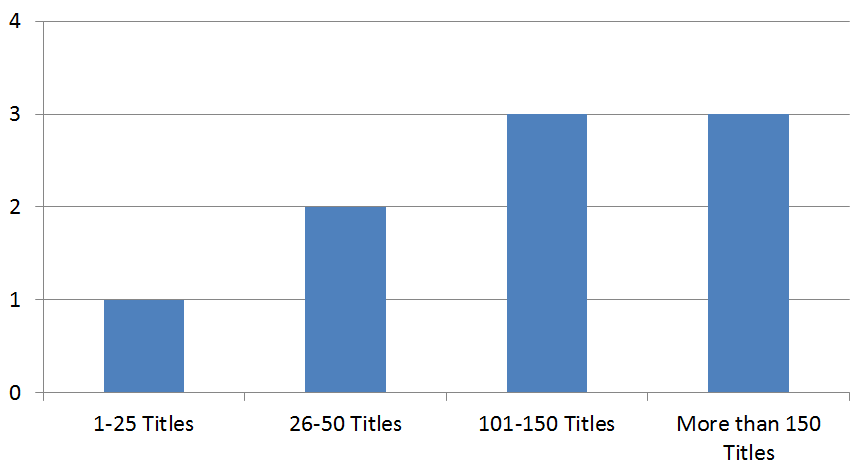 4
3
2
1
0
1-25 Titles
26-50 Titles
101-150 Titles
More than 150
Titles